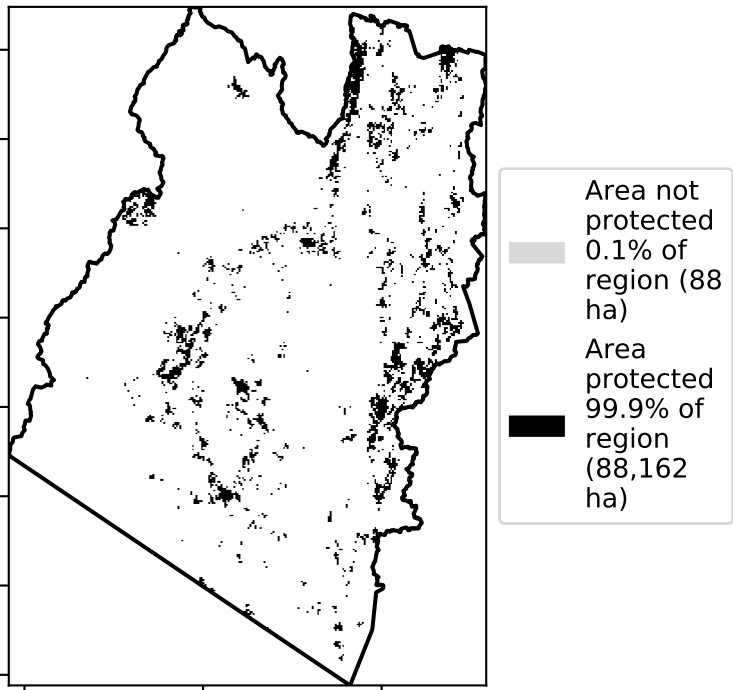 Area not
protected
0.1% of
region (88
ha)
Area
protected
99.9% of
region
(88,162
ha)